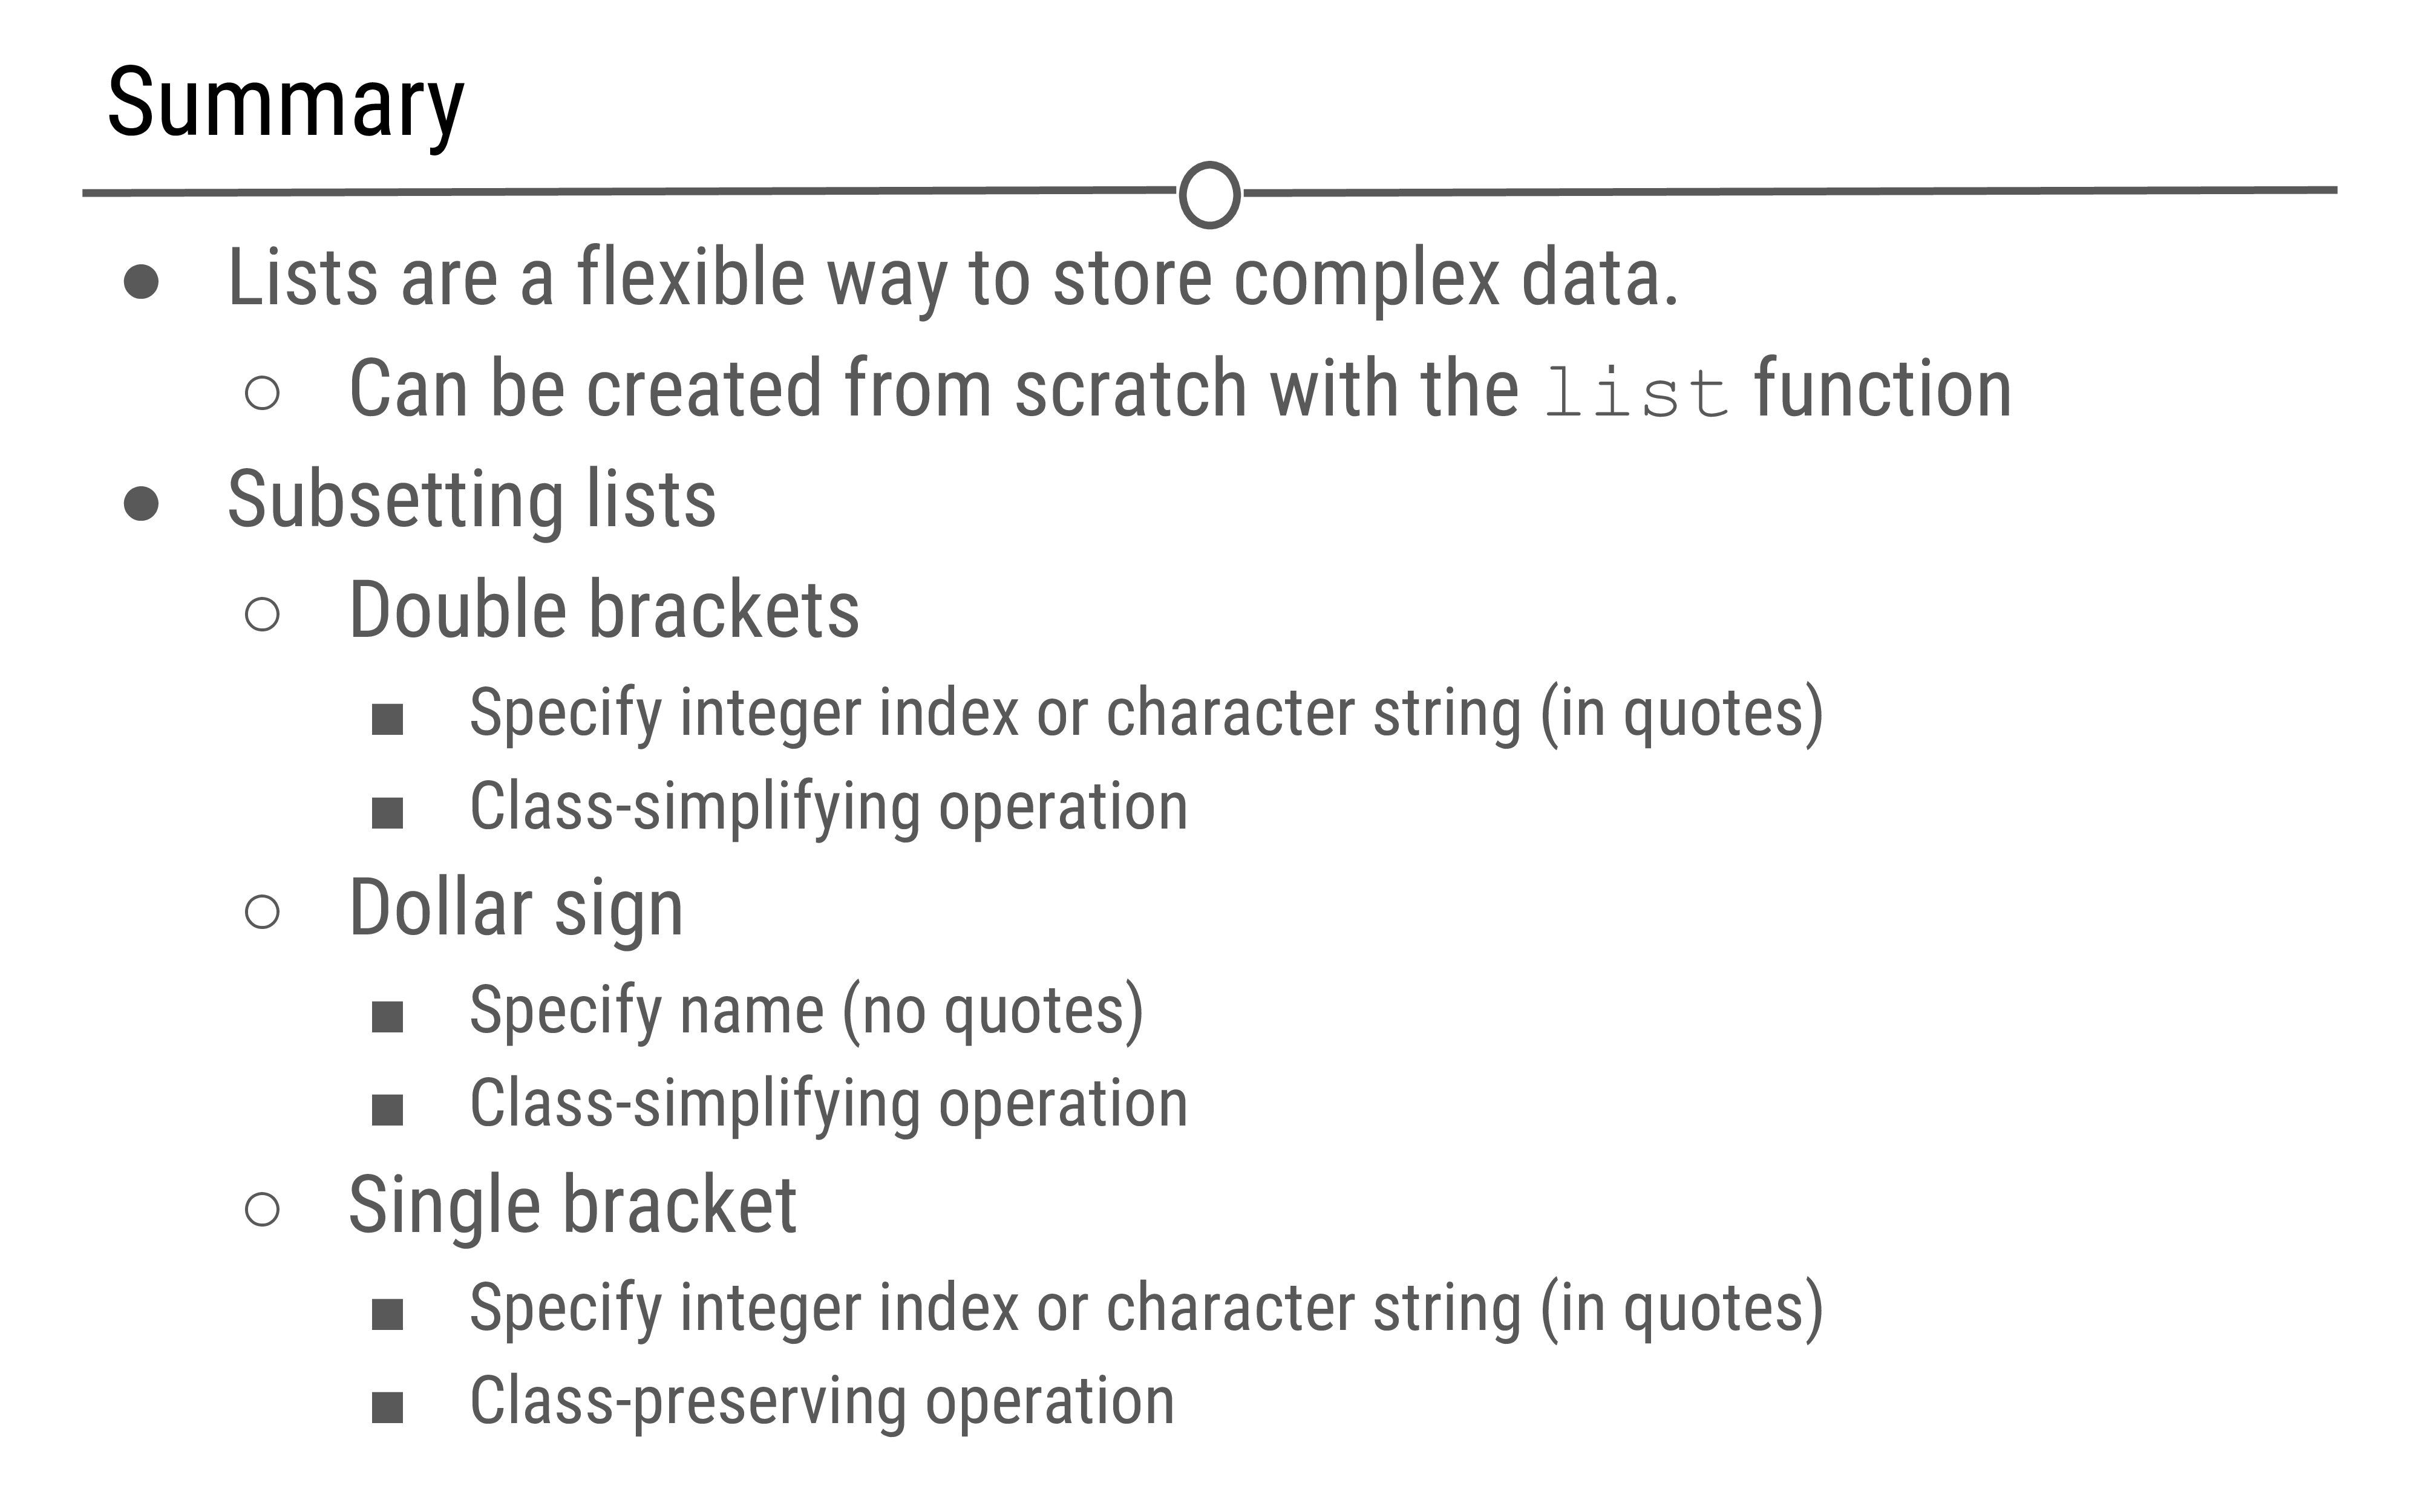 Summary
● Lists are a flexible way to store complex data.
○ Can be created from scratch with the list function
● Subsetting lists
○ Double brackets
■ Specify integer index or character string (in quotes)
■ Class-simplifying operation
○ Dollar sign
■ Specify name (no quotes)
■ Class-simplifying operation
○ Single bracket
■ Specify integer index or character string (in quotes)
■ Class-preserving operation